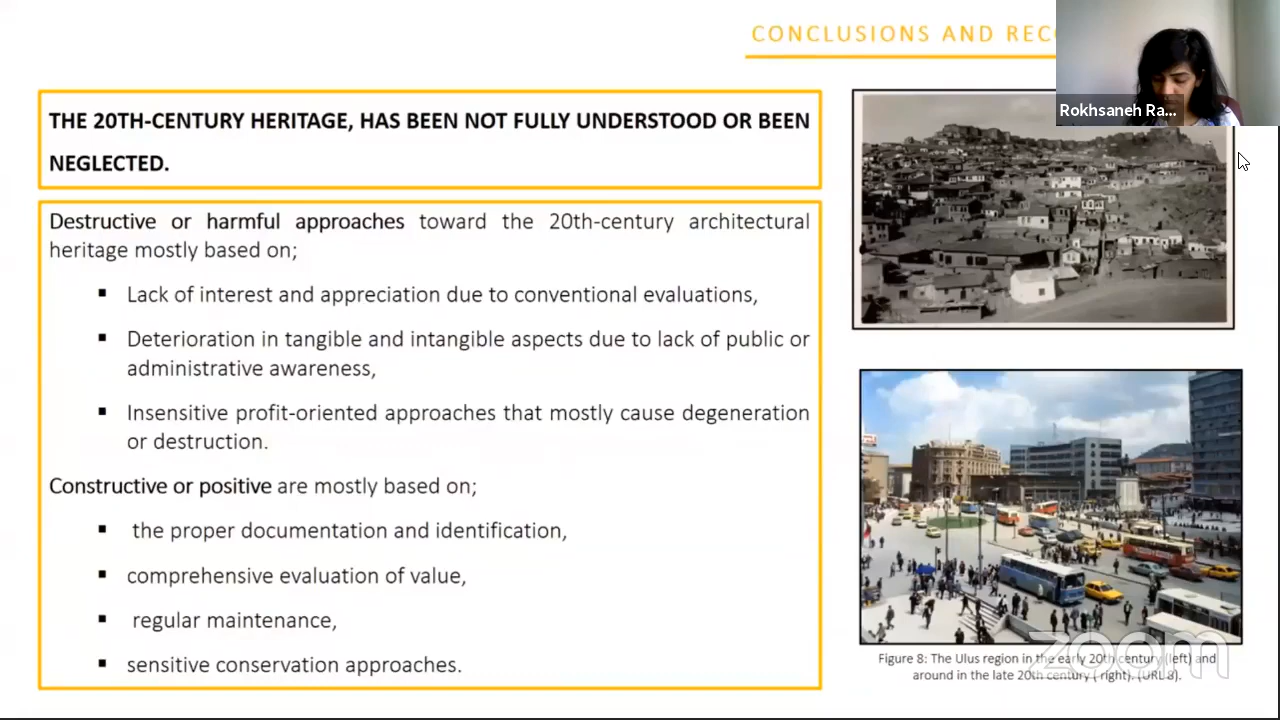 CONCLUSIONS AND REC
Rokhsaneh Ra...
THE 20TH-CENTURY HERITAGE, HAS BEEN NOT FULLY UNDERSTOOD OR BEEN
NEGLECTED.
Destructive or harmful approaches toward the 20th-century architectural
heritage mostly based on;
▪ Lack of interest and appreciation due to conventional evaluations,
▪ Deterioration in tangible and intangible aspects due to lack of public or
administrative awareness,
▪ Insensitive profit-oriented approaches that mostly cause degeneration
or destruction.
Constructive or positive are mostly based on;
▪ the proper documentation and identification,
▪ comprehensive evaluation of value,
▪ regular maintenance,
▪ sensitive conservation approaches.
Figure 8: The Ulus region in the early 20th century (left) and
around in the late 20th century ( right). (URL 8).
zoom